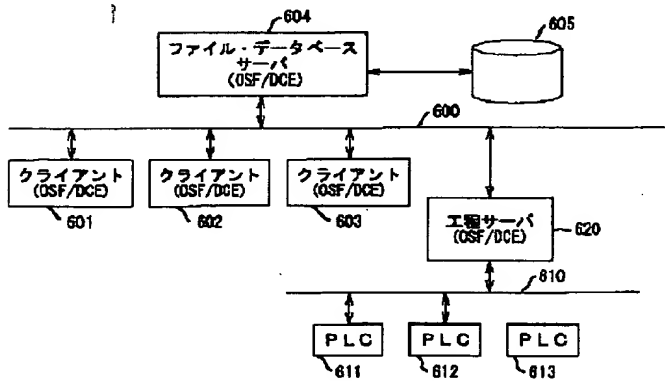 604
605
ファイル・データベース
サーバ
(OSF/DCE)
600
クライアント
(OSF/DCE)
クライアント
(OSF/DCE)
クライアント
(OSF/DCE)
601
602
603
工程サーバ
(OSF/DCE)
620
610
PLC
PLC
PLC
611
612
613